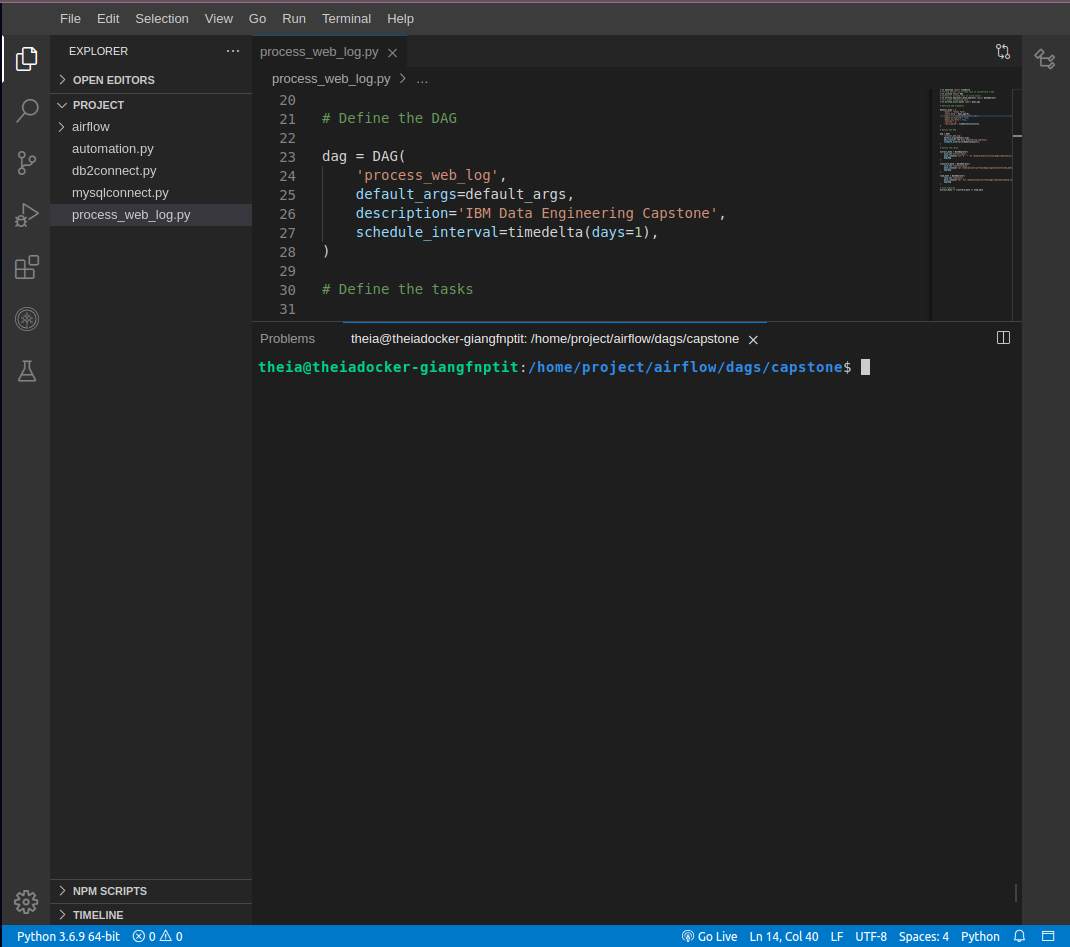 File Edit Selection View Go Run Terminal Help
EXPLORER ...
OPEN EDITORS
PROJECT
airflow
automation.py
db2connect.py
mysqlconnect.py
process_web_log.py
NPM SCRIPTS
TIMELINE
process_web_log.py
process_web_log.py > ...
20
21 # Define the DAG
22
23 dag = DAG(
24     'process_web_log',
25     default_args=default_args,
26     description='IBM Data Engineering Capstone',
27     schedule_interval=timedelta(days=1),
28 )
29
30 # Define the tasks
31
Problems theia@theiadocker-giangfnptit: /home/project/airflow/dags/capstone
theia@theiadocker-giangfnptit:/home/project/airflow/dags/capstone$
Python 3.6.9 64-bit 0 0 Go Live Ln 14, Col 40 LF UTF-8 Spaces: 4 Python